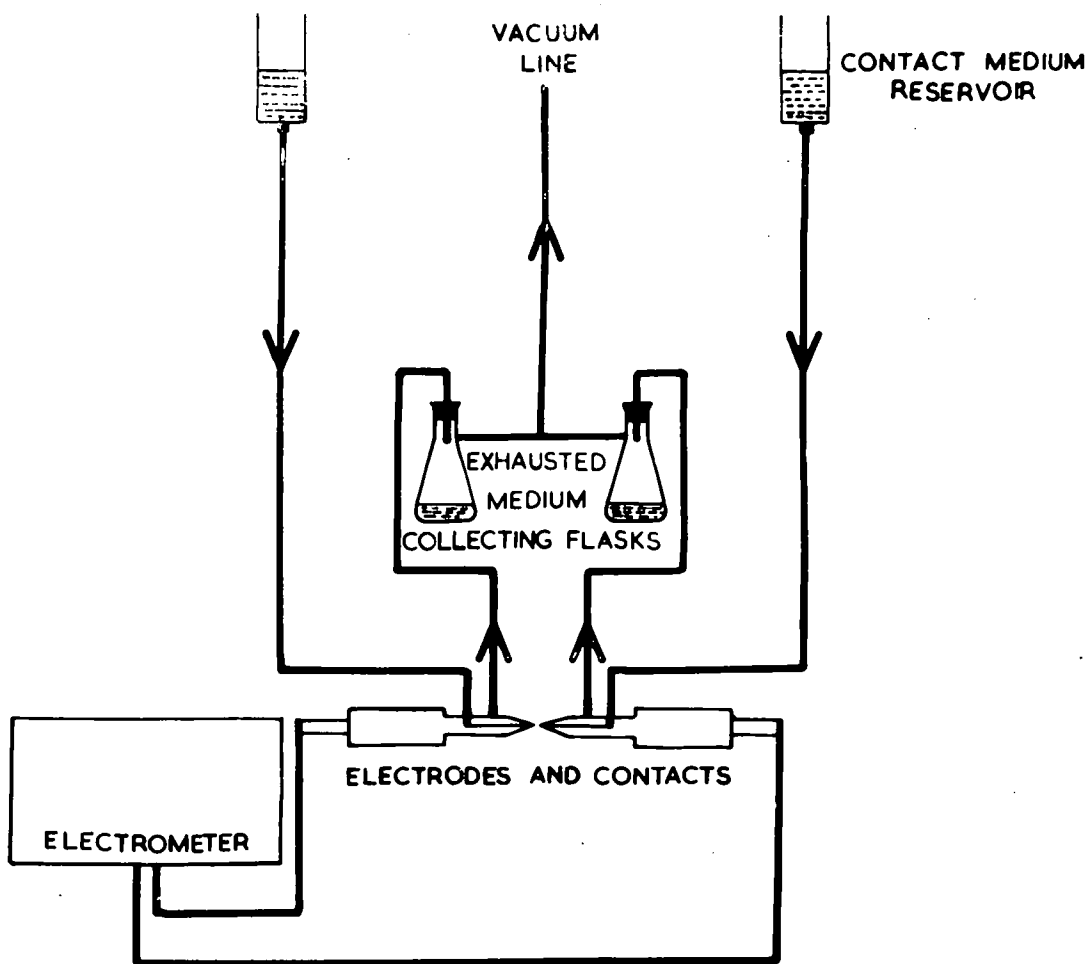 VACUUM
LINE
CONTACT MEDIUM
RESERVOIR
EXHAUSTED
MEDIUM
COLLECTING FLASKS
ELECTRODES AND CONTACTS
ELECTROMETER